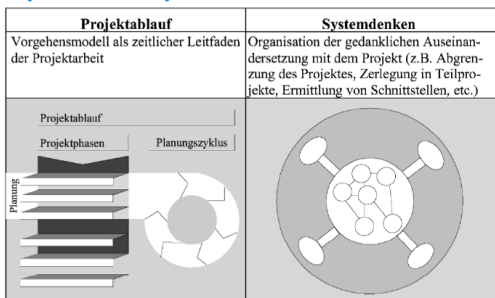 Projektablauf
Systemdenken
Vorgehensmodell als zeitlicher Leitfaden
der Projektarbeit
Organisation der gedanklichen Auseinan-
dersetzung mit dem Projekt (z.B. Abgren-
zung des Projektes, Zerlegung in Teilpro-
jekte, Ermittlung von Schnittstellen, etc.)
Projektablauf
Projektphasen
Planungszyklus
Planung